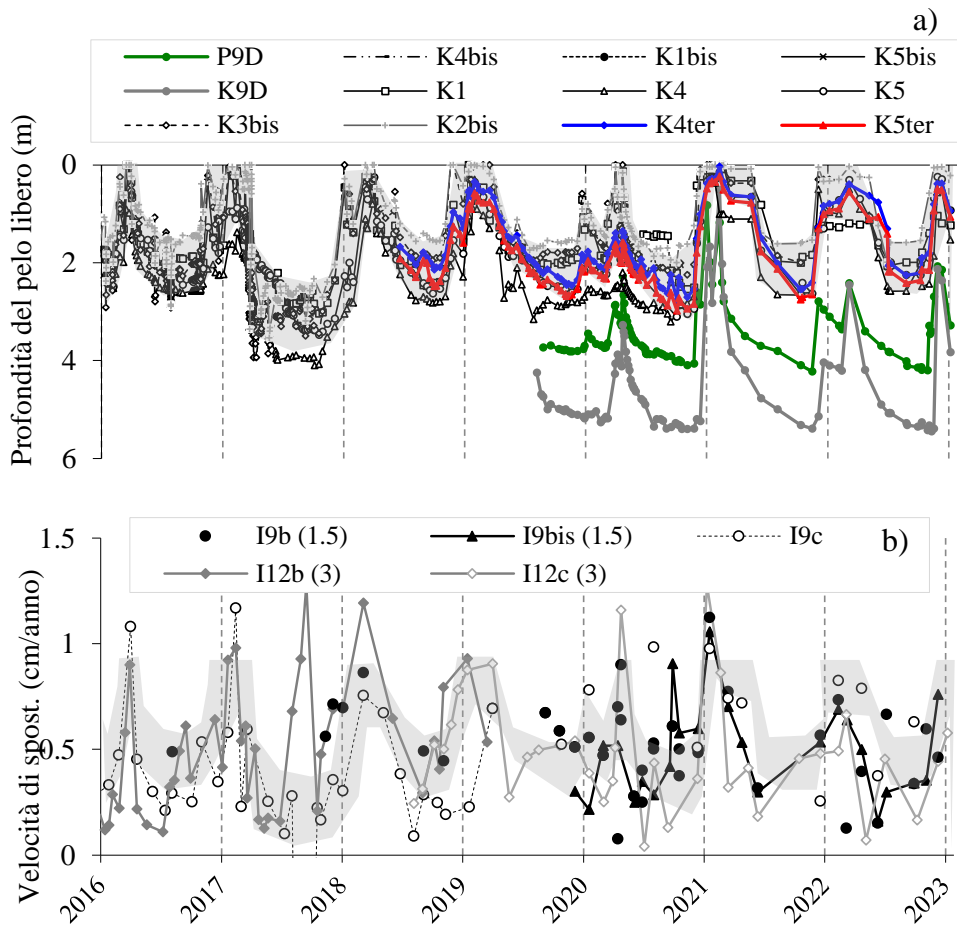 a)
P9D K4bis K1bis K5bis
K9D K1 K4 K5
K3bis K2bis K4ter K5ter
Profondità del pelo libero (m)
0
2
4
6
b)
I9b (1.5) I9bis (1.5) I9c
I12b (3) I12c (3)
Velocità di spost. (cm/anno)
1.5
1
0.5
0
2016 2017 2018 2019 2020 2021 2022 2023